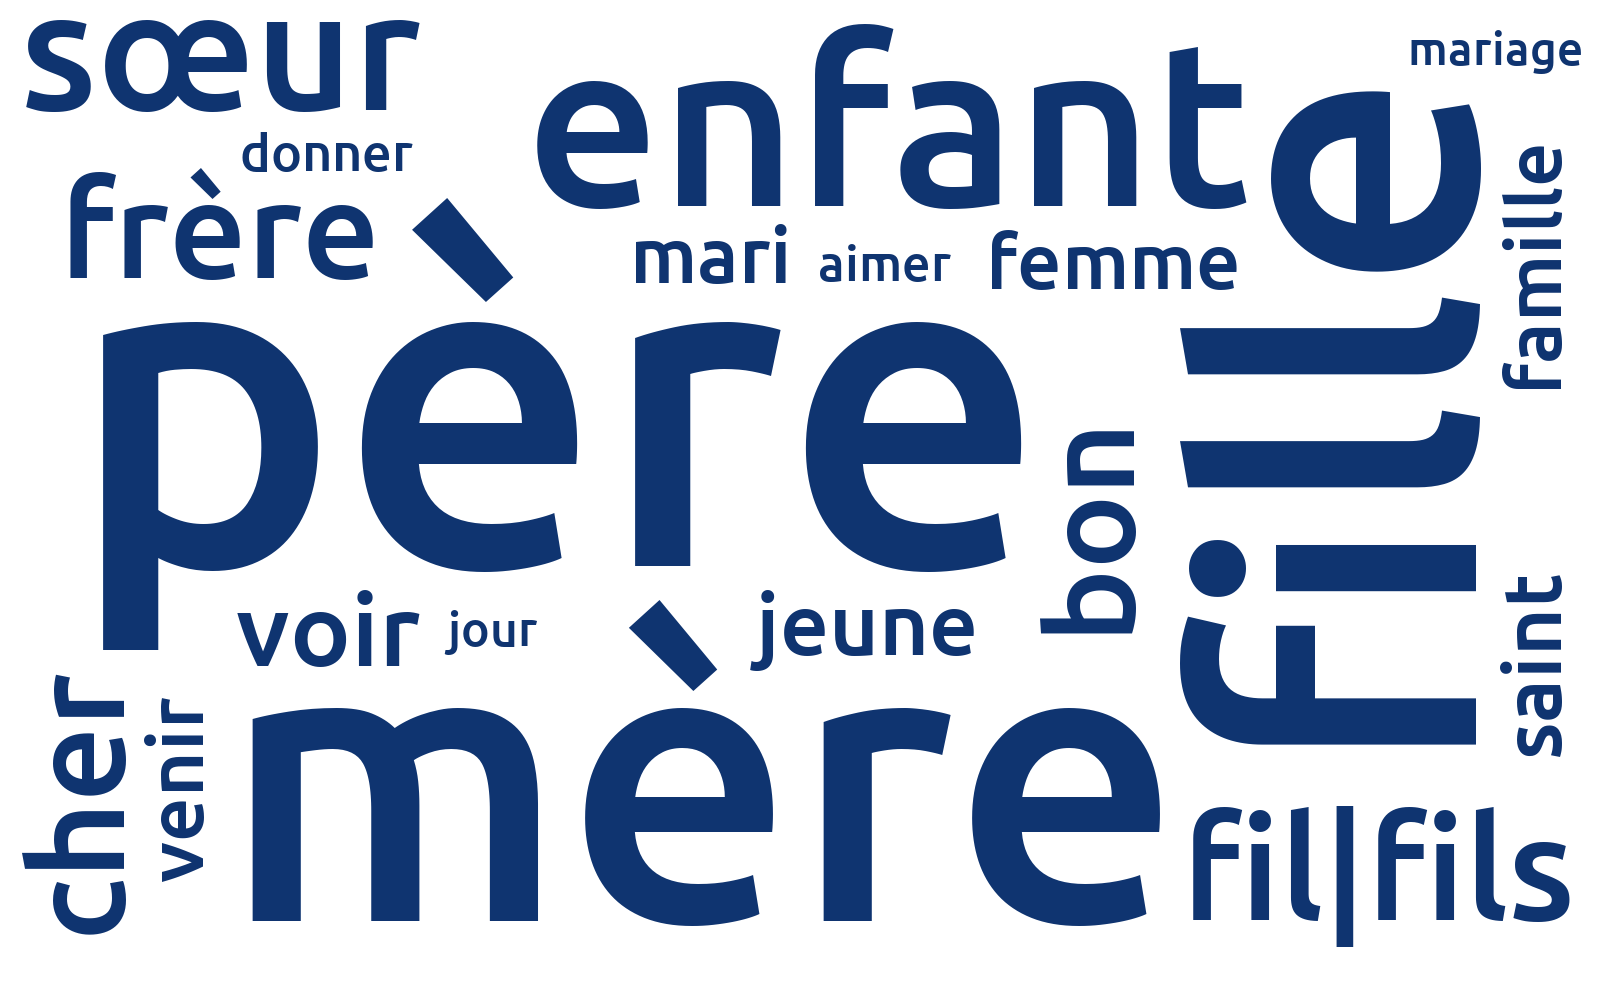 sœur
enfante
mariage
donner
frère
mari
aimer
femme
famille
père
fille
bon
voir
jour
jeune
saint
cher
venir
mère
fil|fils